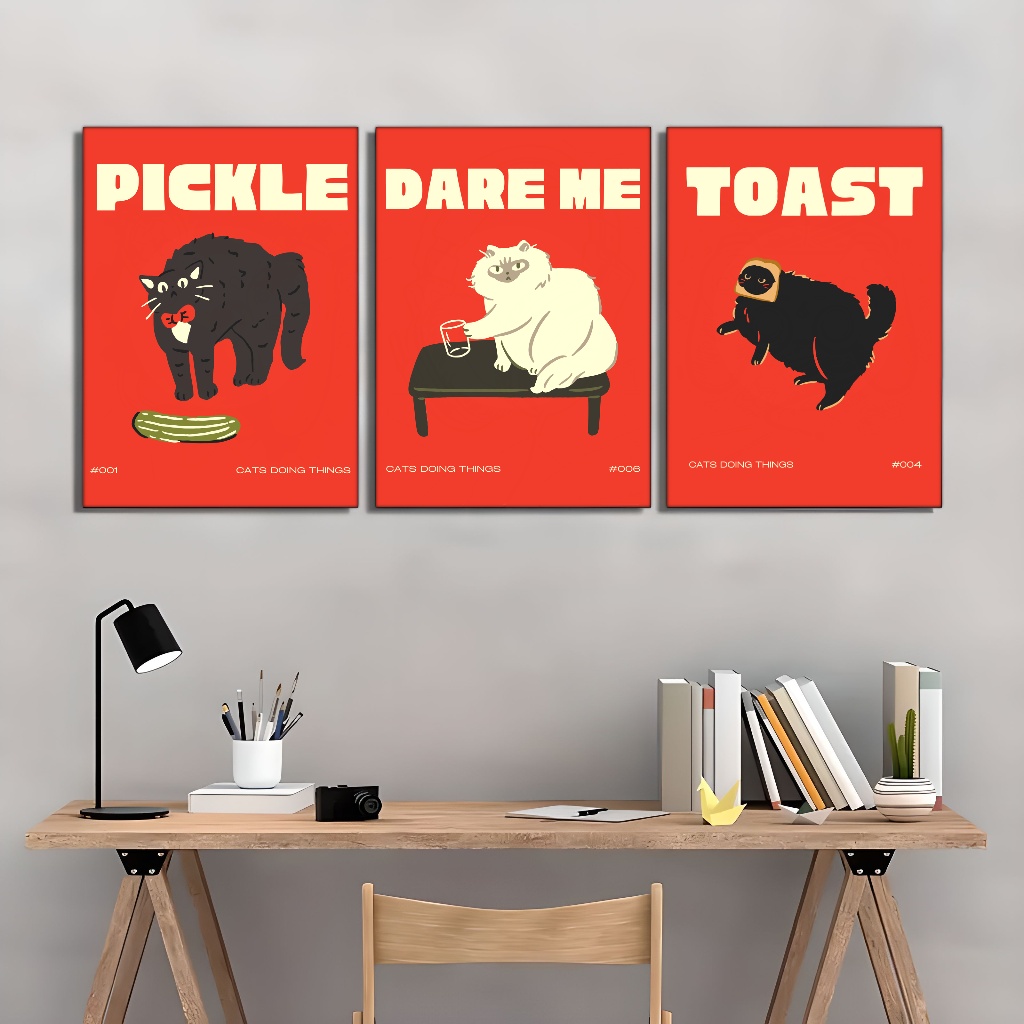 PICKLE
#001 CATS DOING THINGS
DARE ME
CATS DOING THINGS #006
TOAST
CATS DOING THINGS #004